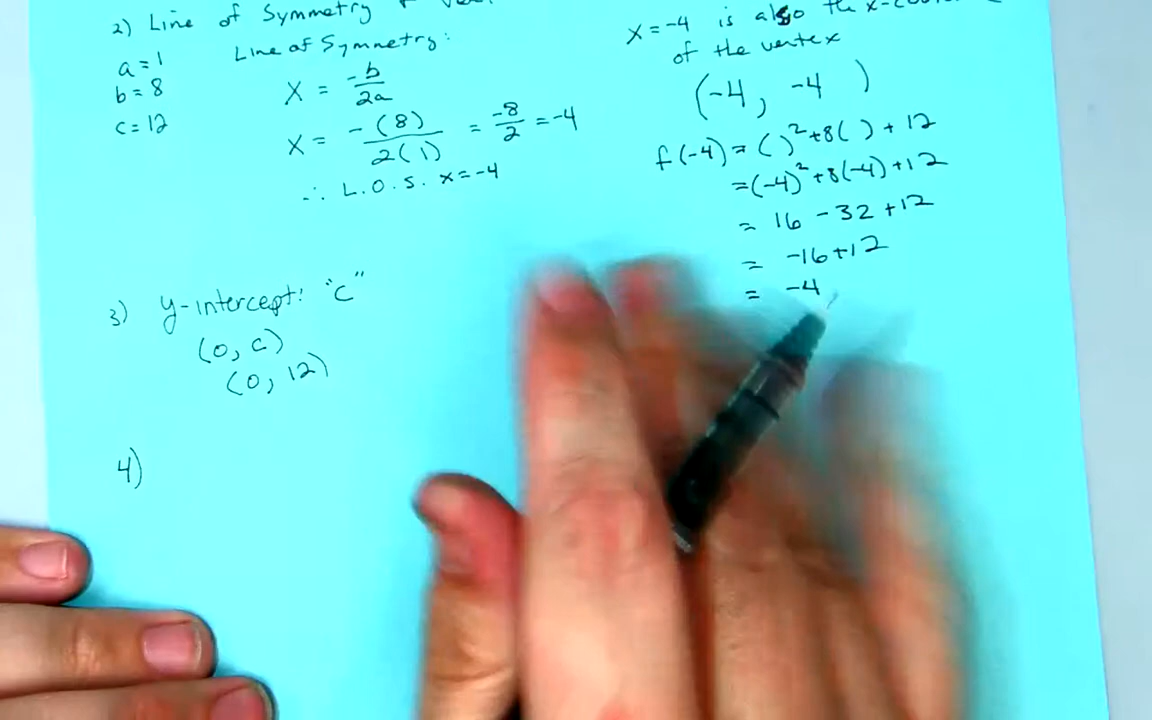 2) Line of Symmetry
a = 1
b = 8
c = 12
Line of Symmetry:
X = -b/2a
X = -(8)/2(1) = -8/2 = -4
∴ L.O.S. x = -4
3) y-intercept: "c"
(0, c)
(0, 12)
4)
x = -4 is also the
of the vertex
(-4, -4)
f(-4) = ( )² + 8( ) + 12
= (-4)² + 8(-4) + 12
= 16 - 32 + 12
= -16 + 12
= -4